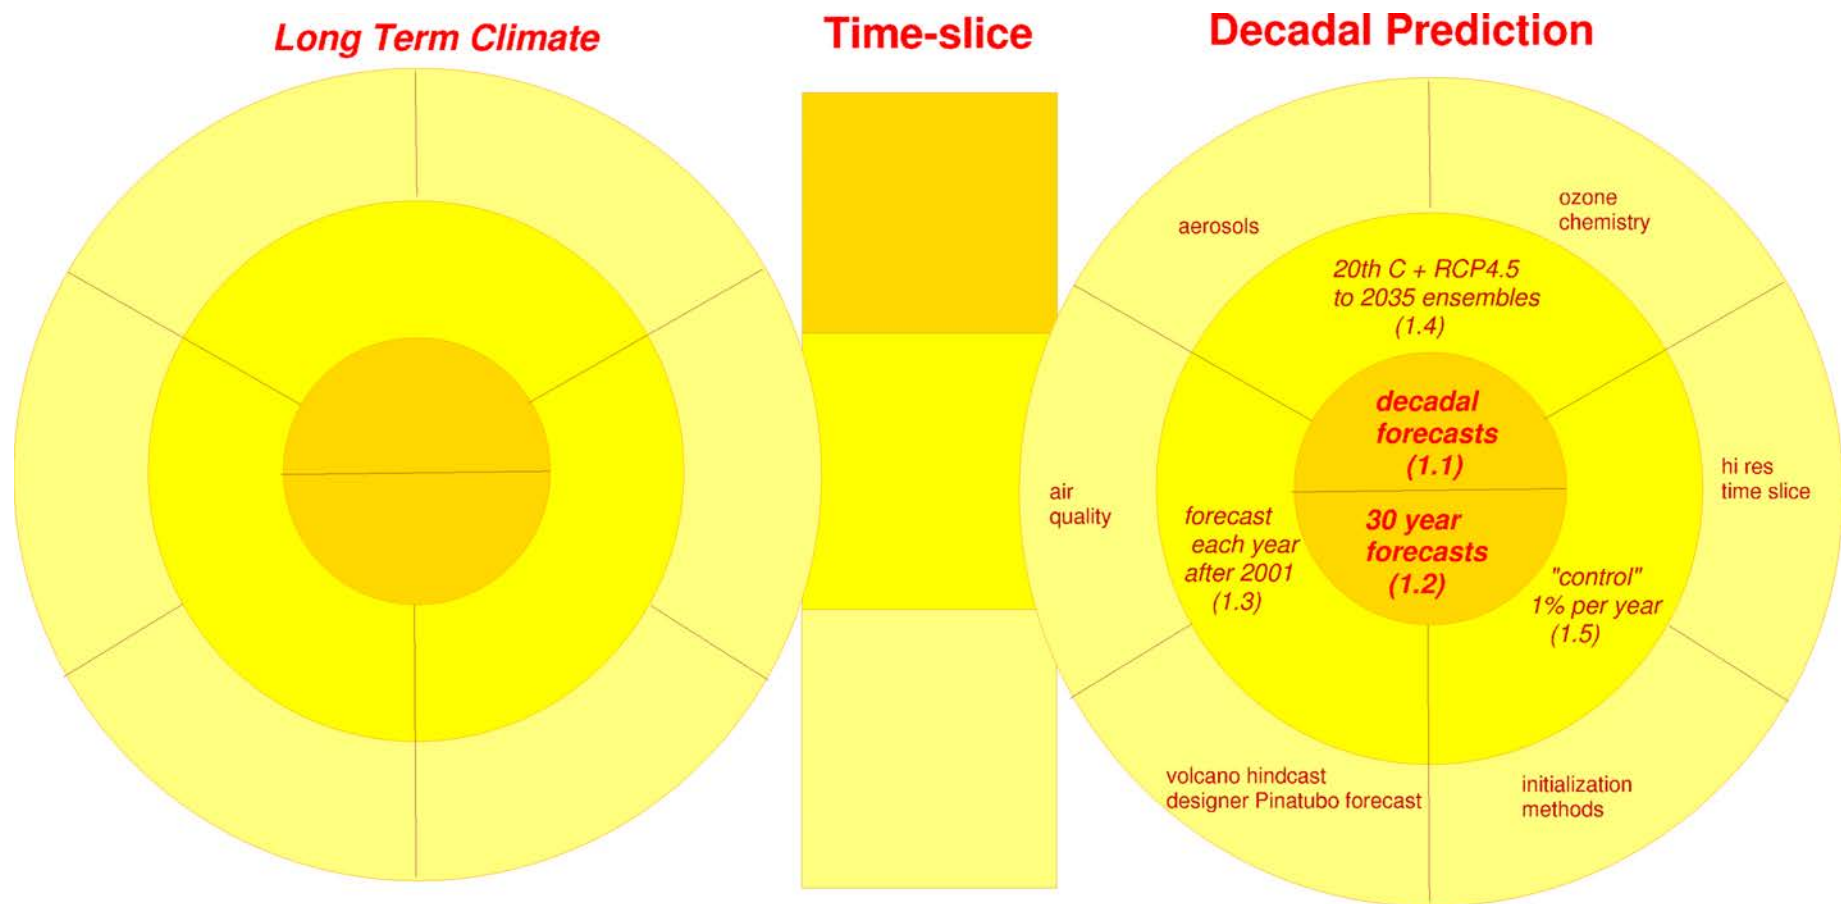 Long Term Climate
Time-slice
Decadal Prediction
aerosols
ozone
chemistry
20th C + RCP4.5
to 2035 ensembles
(1.4)
decadal
forecasts
(1.1)
hi res
time slice
air
quality
forecast
each year
after 2001
(1.3)
30 year
forecasts
(1.2)
"control"
1% per year
(1.5)
volcano hindcast
designer Pinatubo forecast
initialization
methods